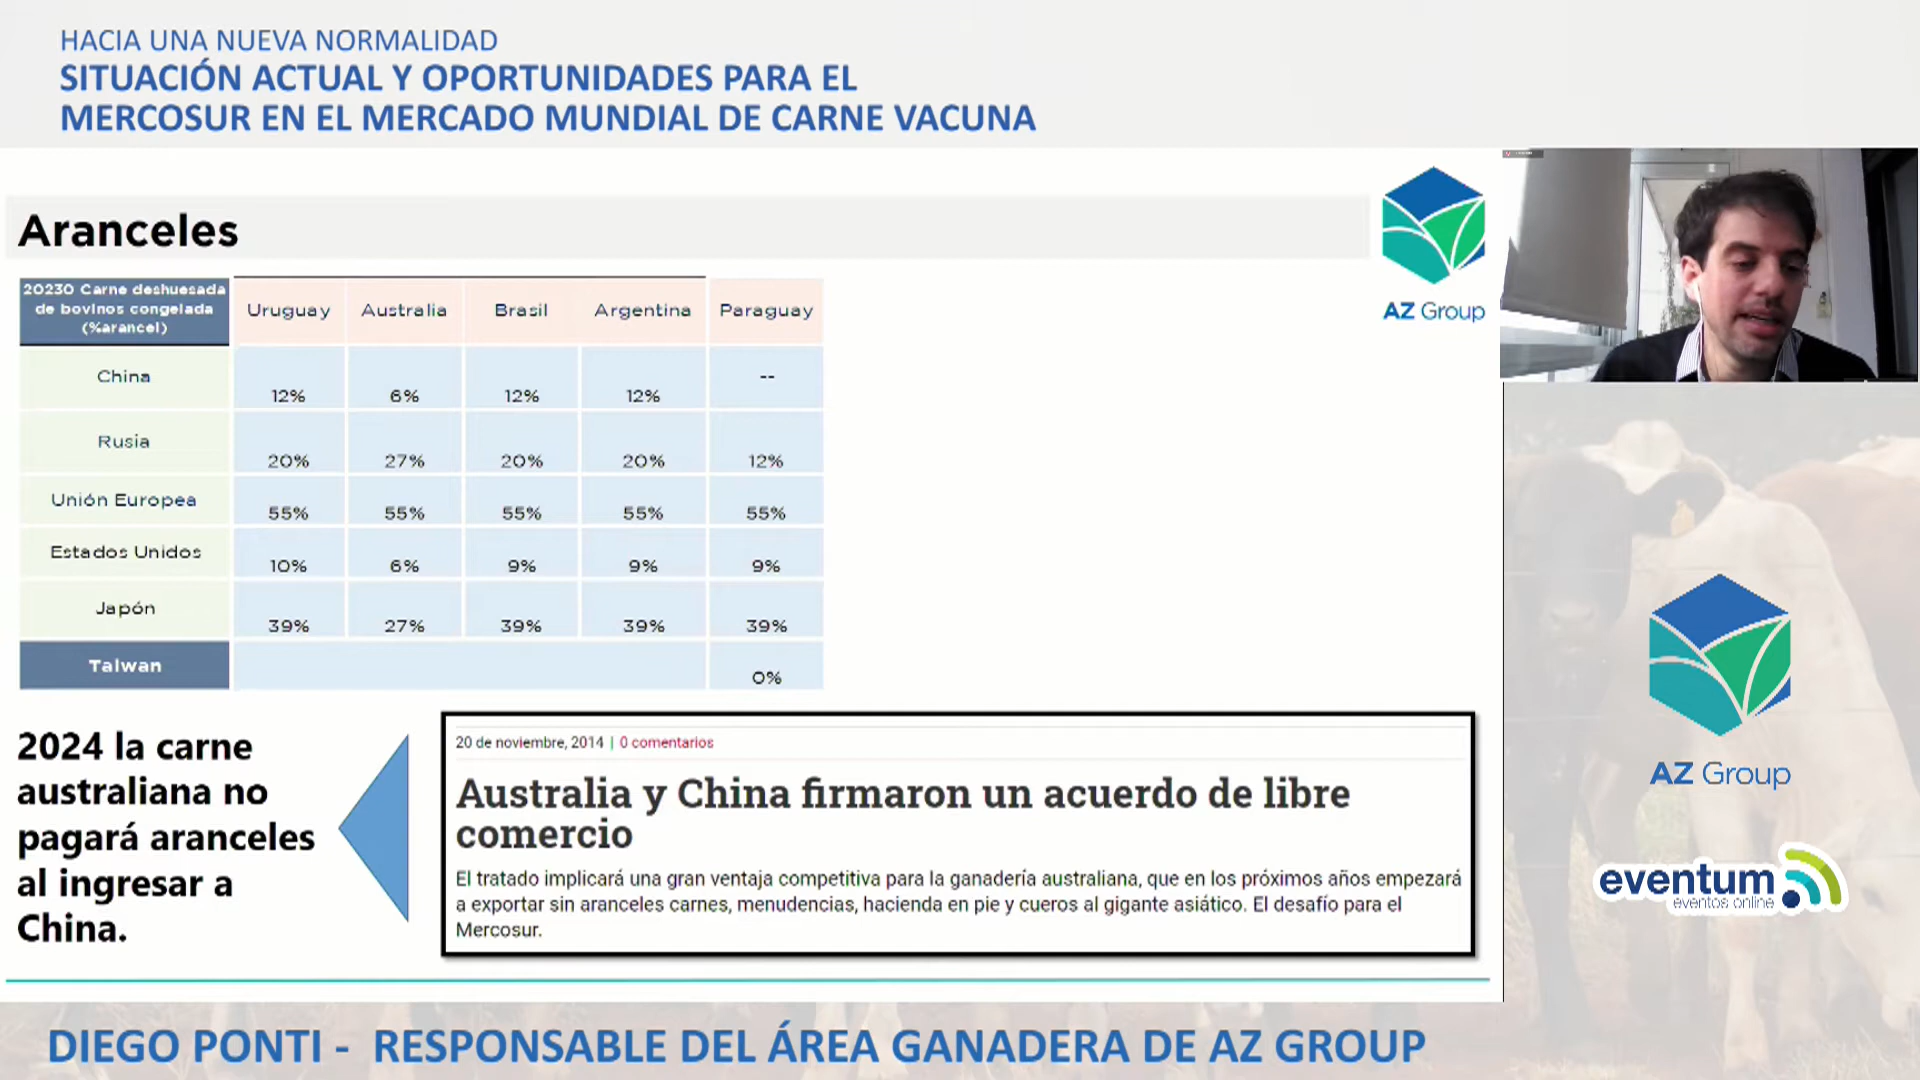 HACIA UNA NUEVA NORMALIDAD
SITUACIÓN ACTUAL Y OPORTUNIDADES PARA EL
MERCOSUR EN EL MERCADO MUNDIAL DE CARNE VACUNA
Aranceles
AZ Group
20230 Carne deshuesada
de bovinos congelada
(%arancel)
Uruguay Australia Brasil Argentina Paraguay
China 12% 6% 12% 12% --
Rusia 20% 27% 20% 20% 12%
Unión Europea 55% 55% 55% 55% 55%
Estados Unidos 10% 6% 9% 9% 9%
Japón 39% 27% 39% 39% 39%
Taiwan 0%
2024 la carne
australiana no
pagará aranceles
al ingresar a
China.
20 de noviembre, 2014 | 0 comentarios
Australia y China firmaron un acuerdo de libre
comercio
El tratado implicará una gran ventaja competitiva para la ganadería australiana, que en los próximos años empezará
a exportar sin aranceles carnes, menudencias, hacienda en pie y cueros al gigante asiático. El desafío para el
Mercosur.
AZ Group
eventum
eventos online
DIEGO PONTI - RESPONSABLE DEL ÁREA GANADERA DE AZ GROUP